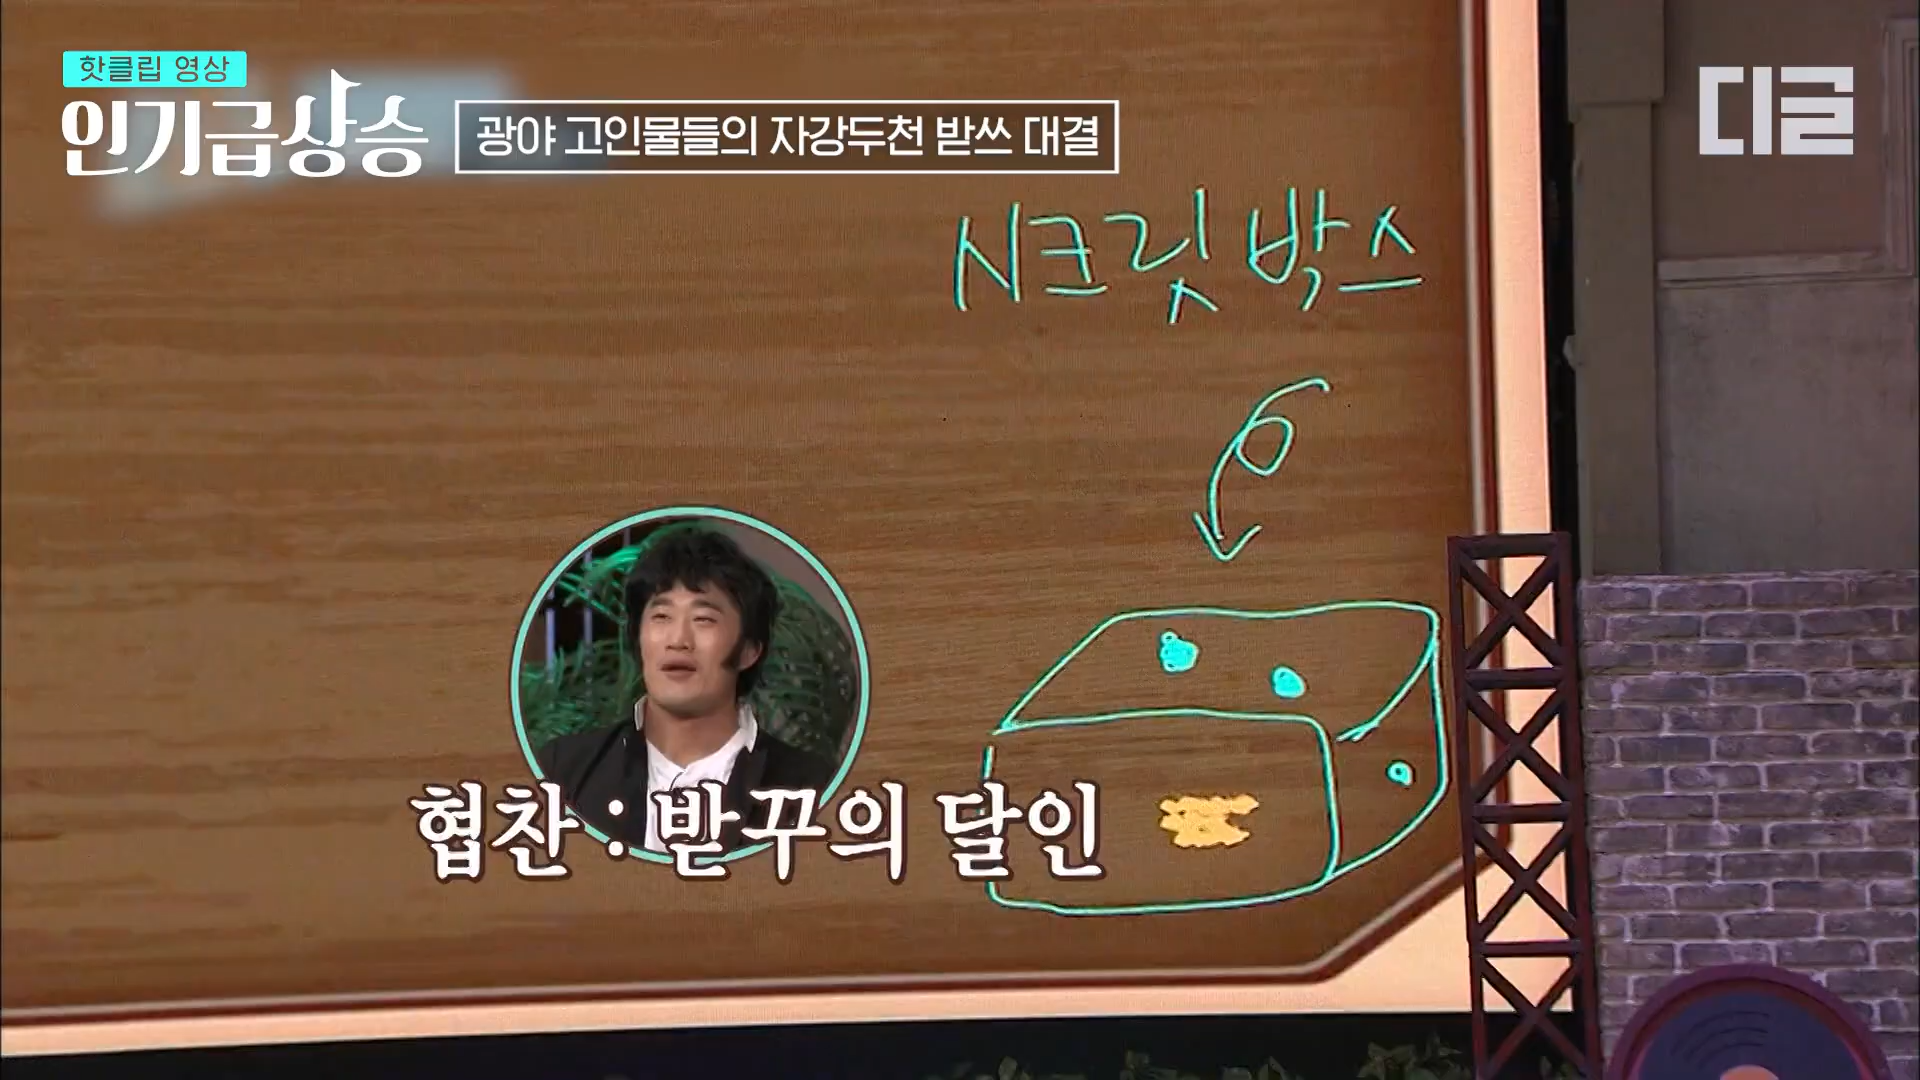 핫클립 영상
인기급상승
광야 고인물들의 자강두천 받쓰 대결
디글
시크릿 박스
협찬 : 받꾸의 달인